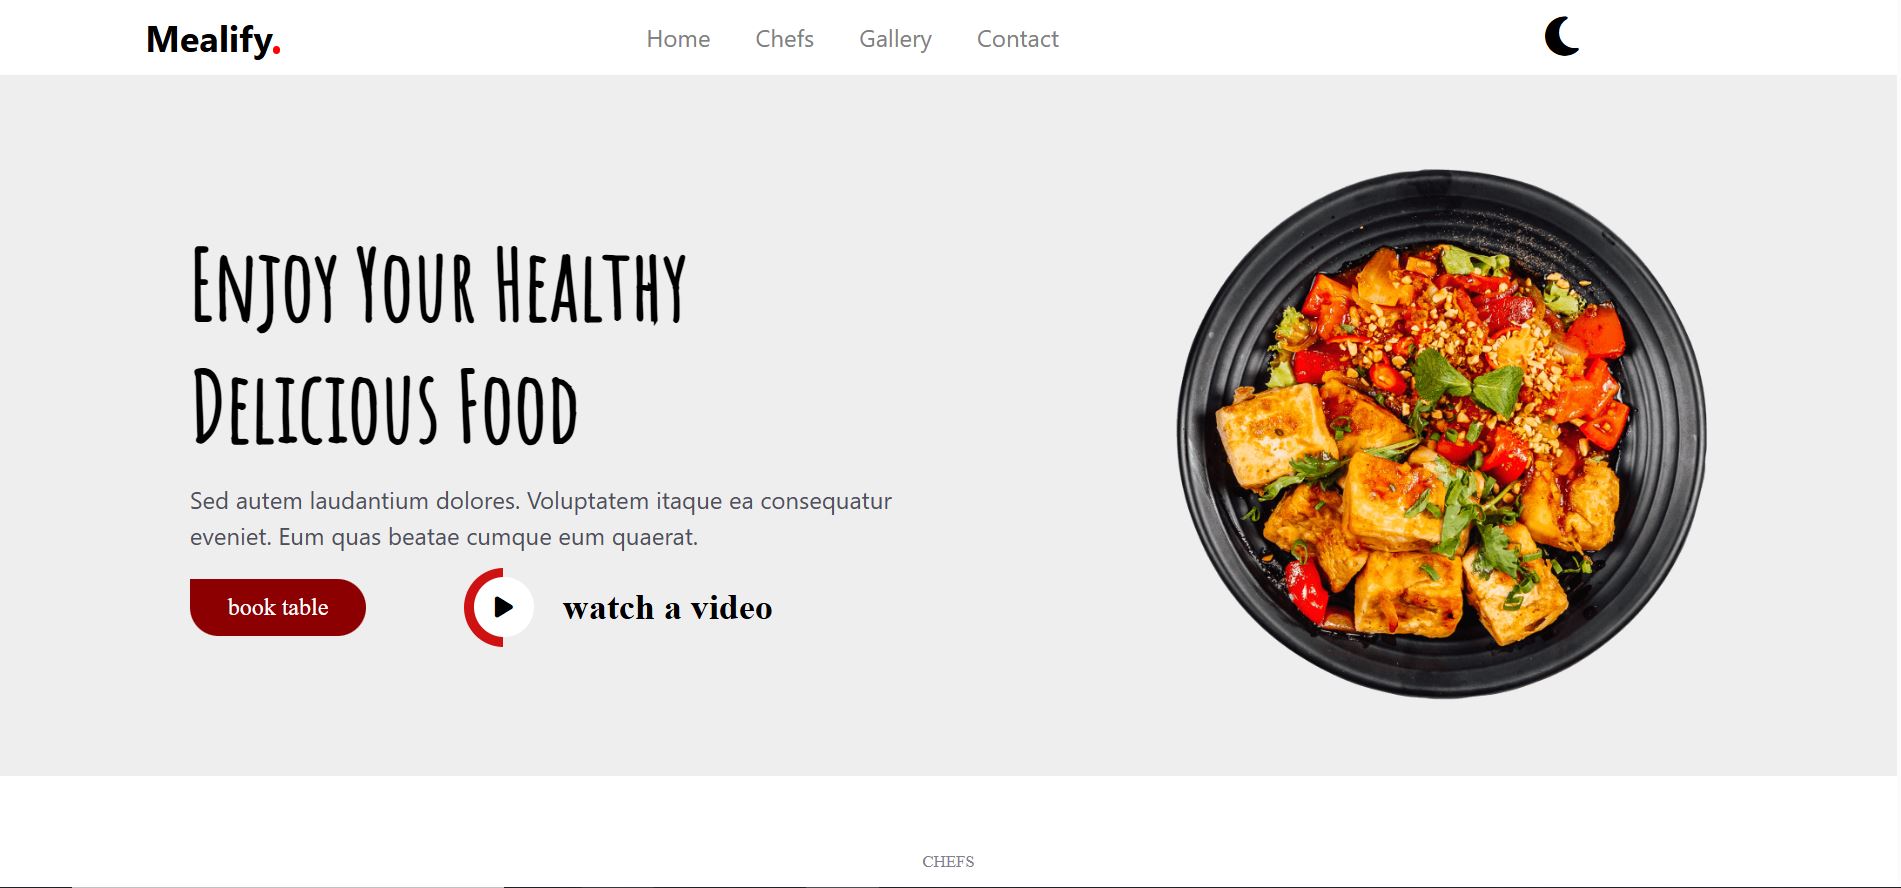 Mealify.
Home Chefs Gallery Contact
Enjoy Your Healthy
Delicious Food
Sed autem laudantium dolores. Voluptatem itaque ea consequatur
eveniet. Eum quas beatae cumque eum quaerat.
book table
watch a video
CHEFS